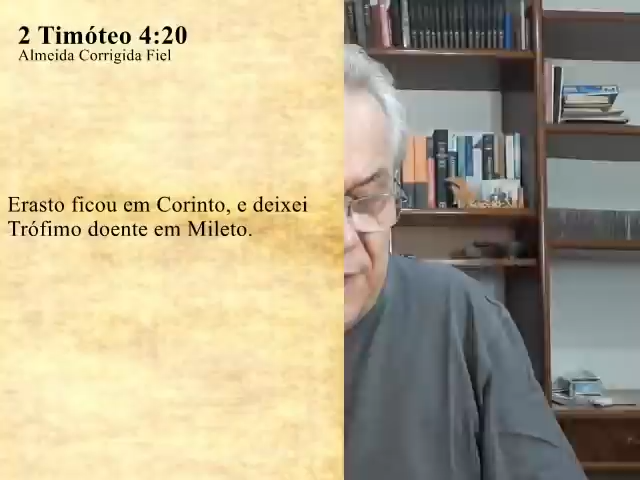 2 Timóteo 4:20
Almeida Corrigida Fiel
Erasto ficou em Corinto, e deixei
Trófimo doente em Mileto.